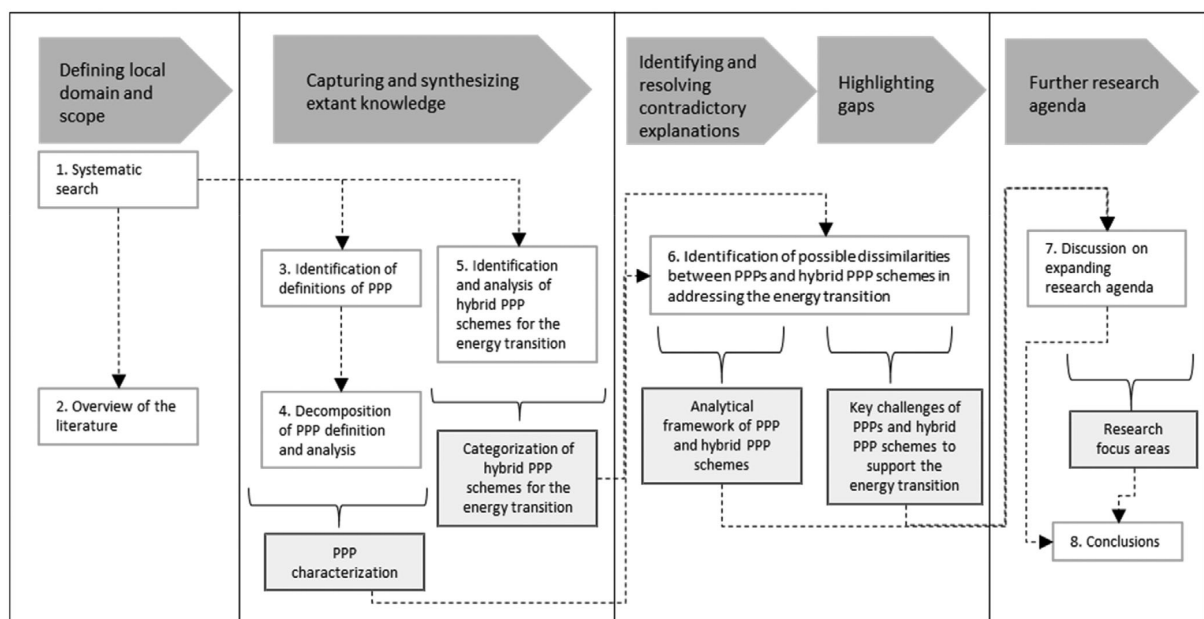 Defining local
domain and
scope
Capturing and synthesizing
extant knowledge
Identifying and
resolving
contradictory
explanations
Highlighting
gaps
Further research
agenda
1. Systematic
search
2. Overview of the
literature
3. Identification of
definitions of PPP
4. Decomposition
of PPP definition
and analysis
PPP
characterization
5. Identification
and analysis of
hybrid PPP
schemes for the
energy transition
Categorization of
hybrid PPP
schemes for the
energy transition
6. Identification of possible dissimilarities
between PPPs and hybrid PPP schemes in
addressing the energy transition
Analytical
framework of PPP
and hybrid PPP
schemes
Key challenges of
PPPs and hybrid
PPP schemes to
support the
energy transition
7. Discussion on
expanding
research agenda
Research
focus areas
8. Conclusions